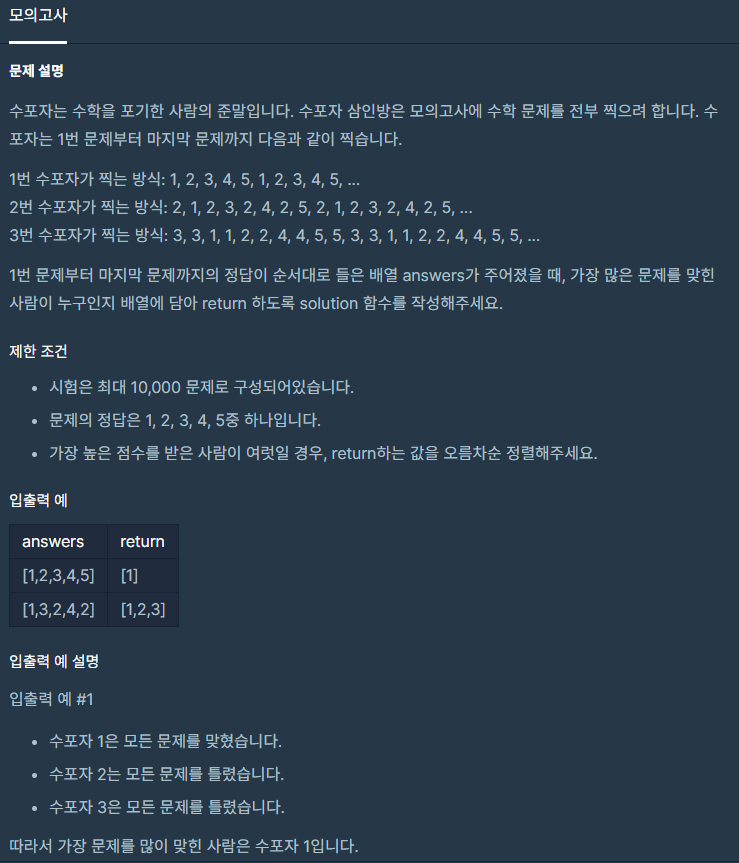 모의고사
문제 설명
수포자는 수학을 포기한 사람의 준말입니다. 수포자 삼인방은 모의고사에 수학 문제를 전부 찍으려 합니다. 수
포자는 1번 문제부터 마지막 문제까지 다음과 같이 찍습니다.
1번 수포자가 찍는 방식: 1, 2, 3, 4, 5, 1, 2, 3, 4, 5, ...
2번 수포자가 찍는 방식: 2, 1, 2, 3, 2, 4, 2, 5, 2, 1, 2, 3, 2, 4, 2, 5, ...
3번 수포자가 찍는 방식: 3, 3, 1, 1, 2, 2, 4, 4, 5, 5, 3, 3, 1, 1, 2, 2, 4, 4, 5, 5, ...
1번 문제부터 마지막 문제까지의 정답이 순서대로 들은 배열 answers가 주어졌을 때, 가장 많은 문제를 맞힌
사람이 누구인지 배열에 담아 return 하도록 solution 함수를 작성해주세요.
제한 조건
• 시험은 최대 10,000 문제로 구성되어있습니다.
• 문제의 정답은 1, 2, 3, 4, 5중 하나입니다.
• 가장 높은 점수를 받은 사람이 여럿일 경우, return하는 값을 오름차순 정렬해주세요.
입출력 예
answers return
[1,2,3,4,5] [1]
[1,3,2,4,2] [1,2,3]
입출력 예 설명
입출력 예 #1
• 수포자 1은 모든 문제를 맞혔습니다.
• 수포자 2는 모든 문제를 틀렸습니다.
• 수포자 3은 모든 문제를 틀렸습니다.
따라서 가장 문제를 많이 맞힌 사람은 수포자 1입니다.